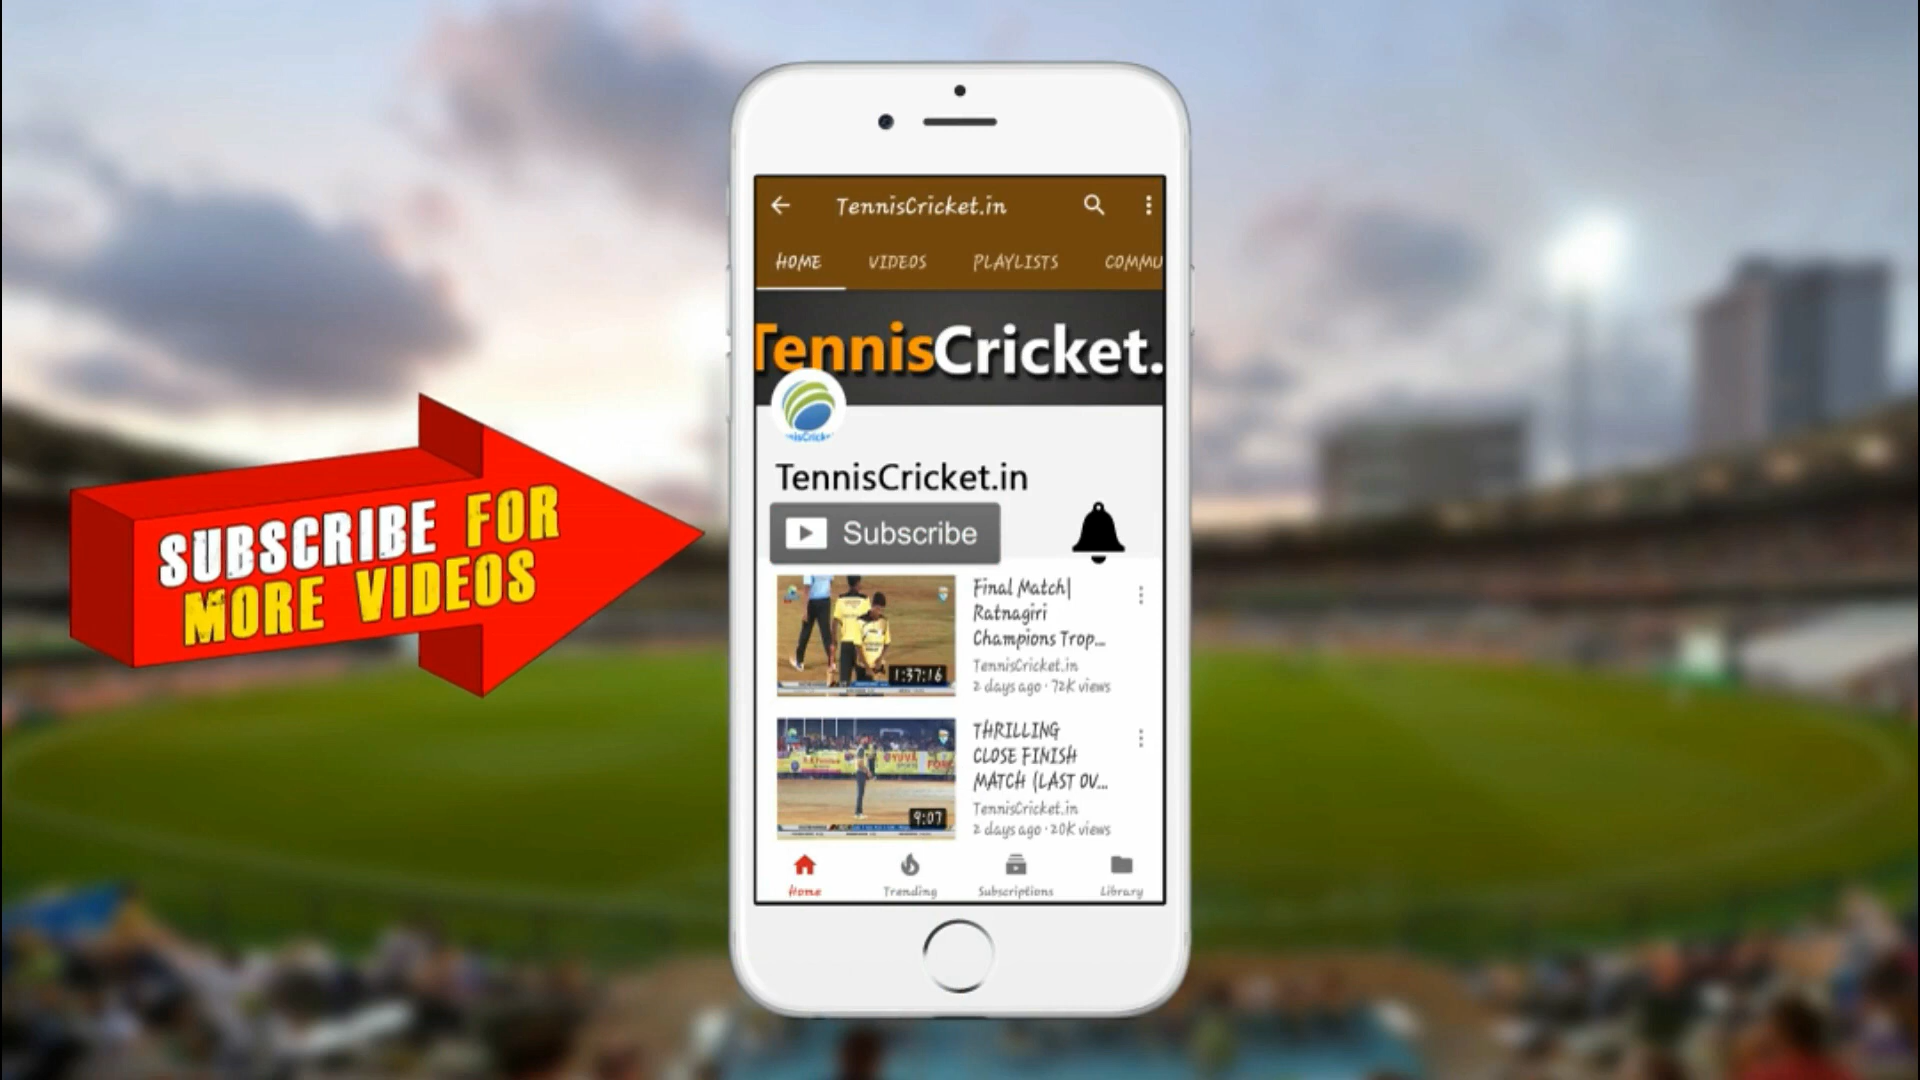 SUBSCRIBE FOR
MORE VIDEOS
TennisCricket.in
HOME VIDEOS PLAYLISTS COMMU
TennisCricket.
TennisCricket.in
Subscribe
Final Match|
Ratnagiri
Champions Trop...
TennisCricket.in
2 days ago · 72K views
1:37:16
THRILLING
CLOSE FINISH
MATCH (LAST OV...
TennisCricket.in
2 days ago · 20K views
9:07
Home Trending Subscriptions Library